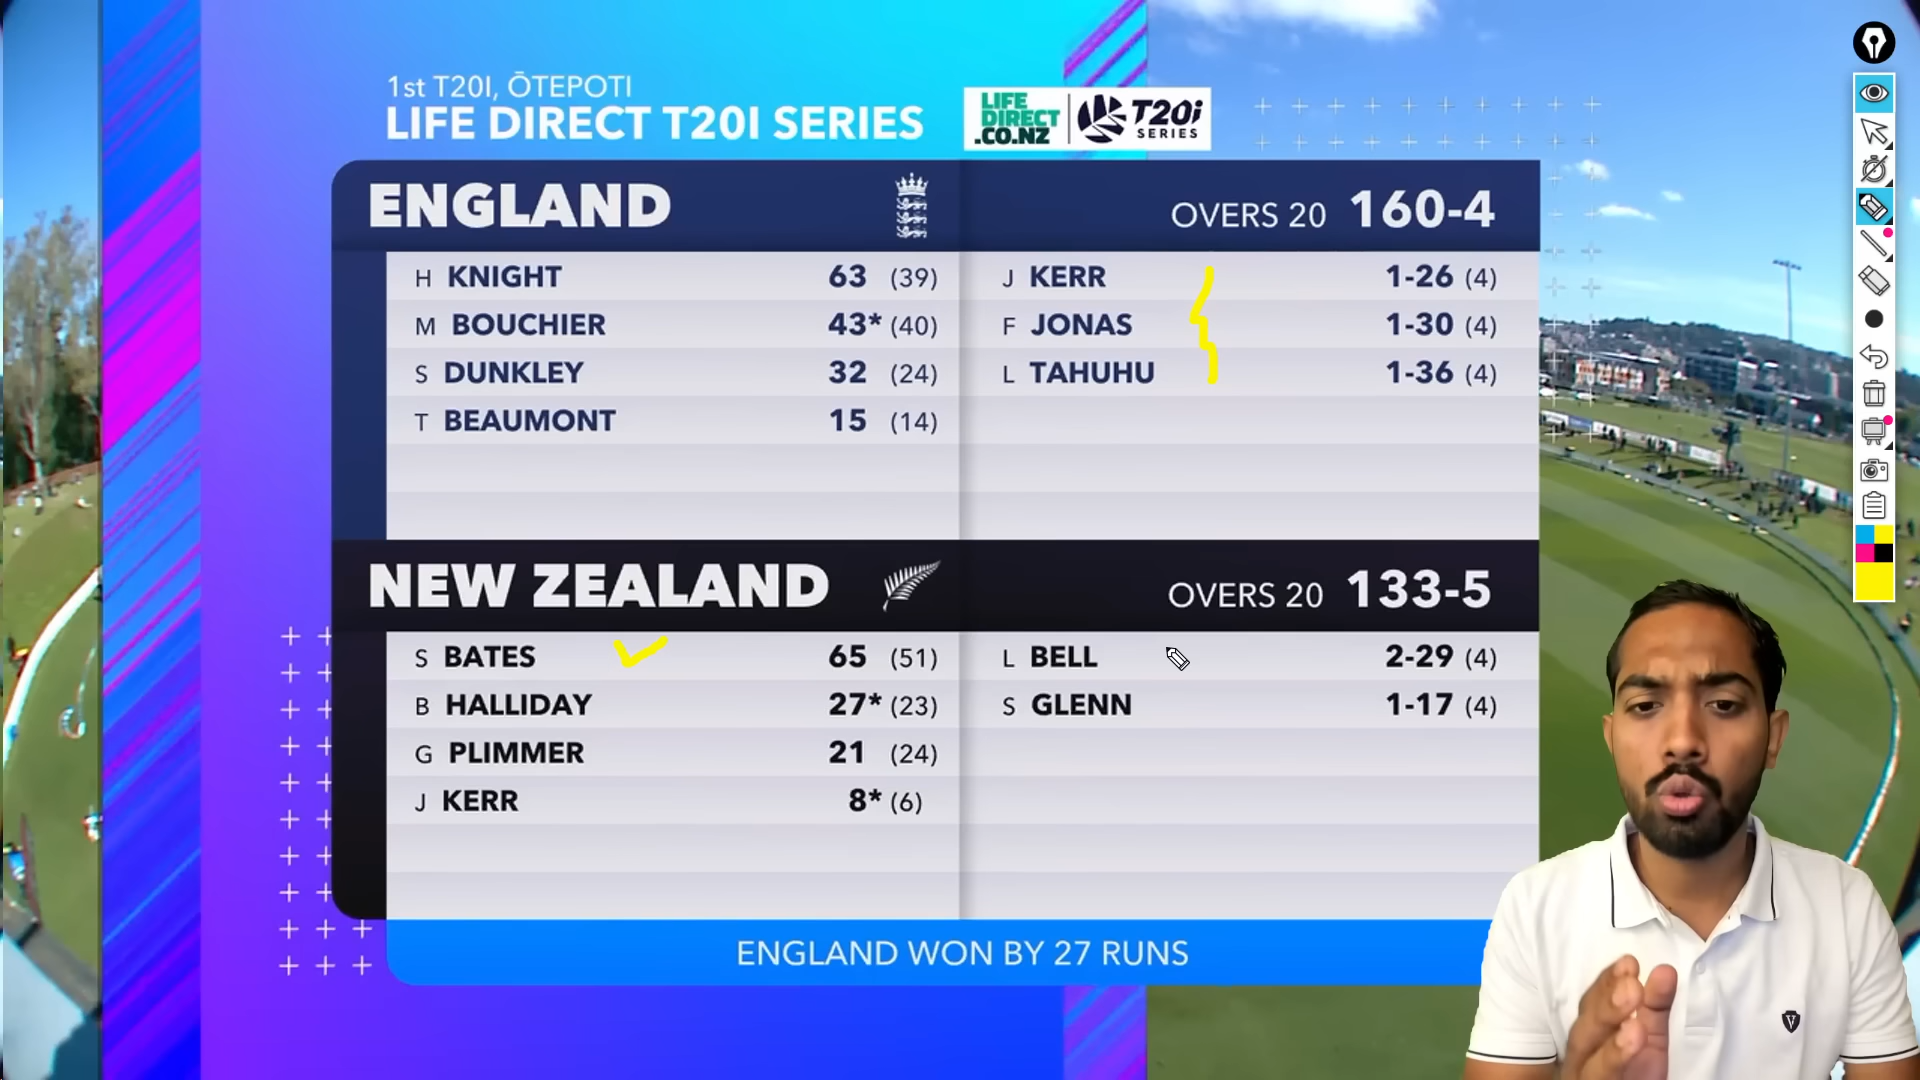 1st T20I, ŌTEPOTI
LIFE DIRECT T20I SERIES
LIFE
DIRECT
.CO.NZ
T20i
SERIES
ENGLAND
OVERS 20 160-4
H KNIGHT 63 (39)
J KERR 1-26 (4)
M BOUCHIER 43* (40)
F JONAS 1-30 (4)
S DUNKLEY 32 (24)
L TAHUHU 1-36 (4)
T BEAUMONT 15 (14)
NEW ZEALAND
OVERS 20 133-5
S BATES 65 (51)
L BELL 2-29 (4)
B HALLIDAY 27* (23)
S GLENN 1-17 (4)
G PLIMMER 21 (24)
J KERR 8* (6)
ENGLAND WON BY 27 RUNS
V